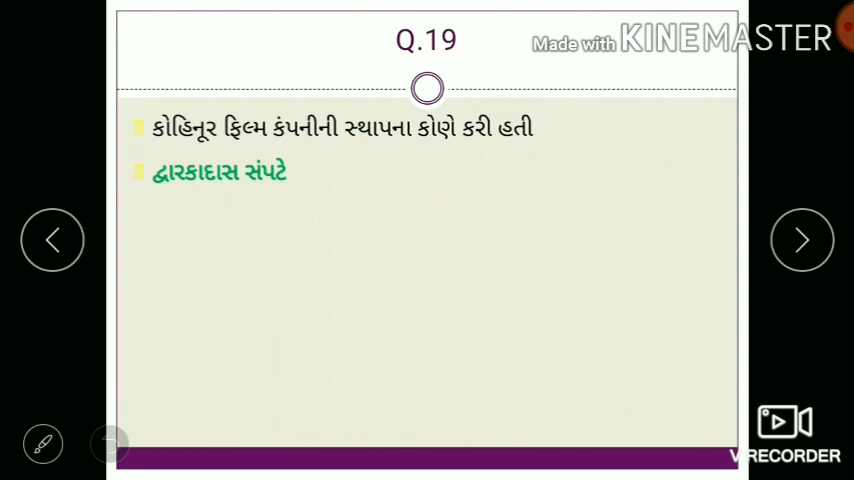 Q.19
Made with KINEMASTER
કોહિનૂર ફિલ્મ કંપનીની સ્થાપના કોણે કરી હતી
દ્વારકાદાસ સંપટે
VRECORDER